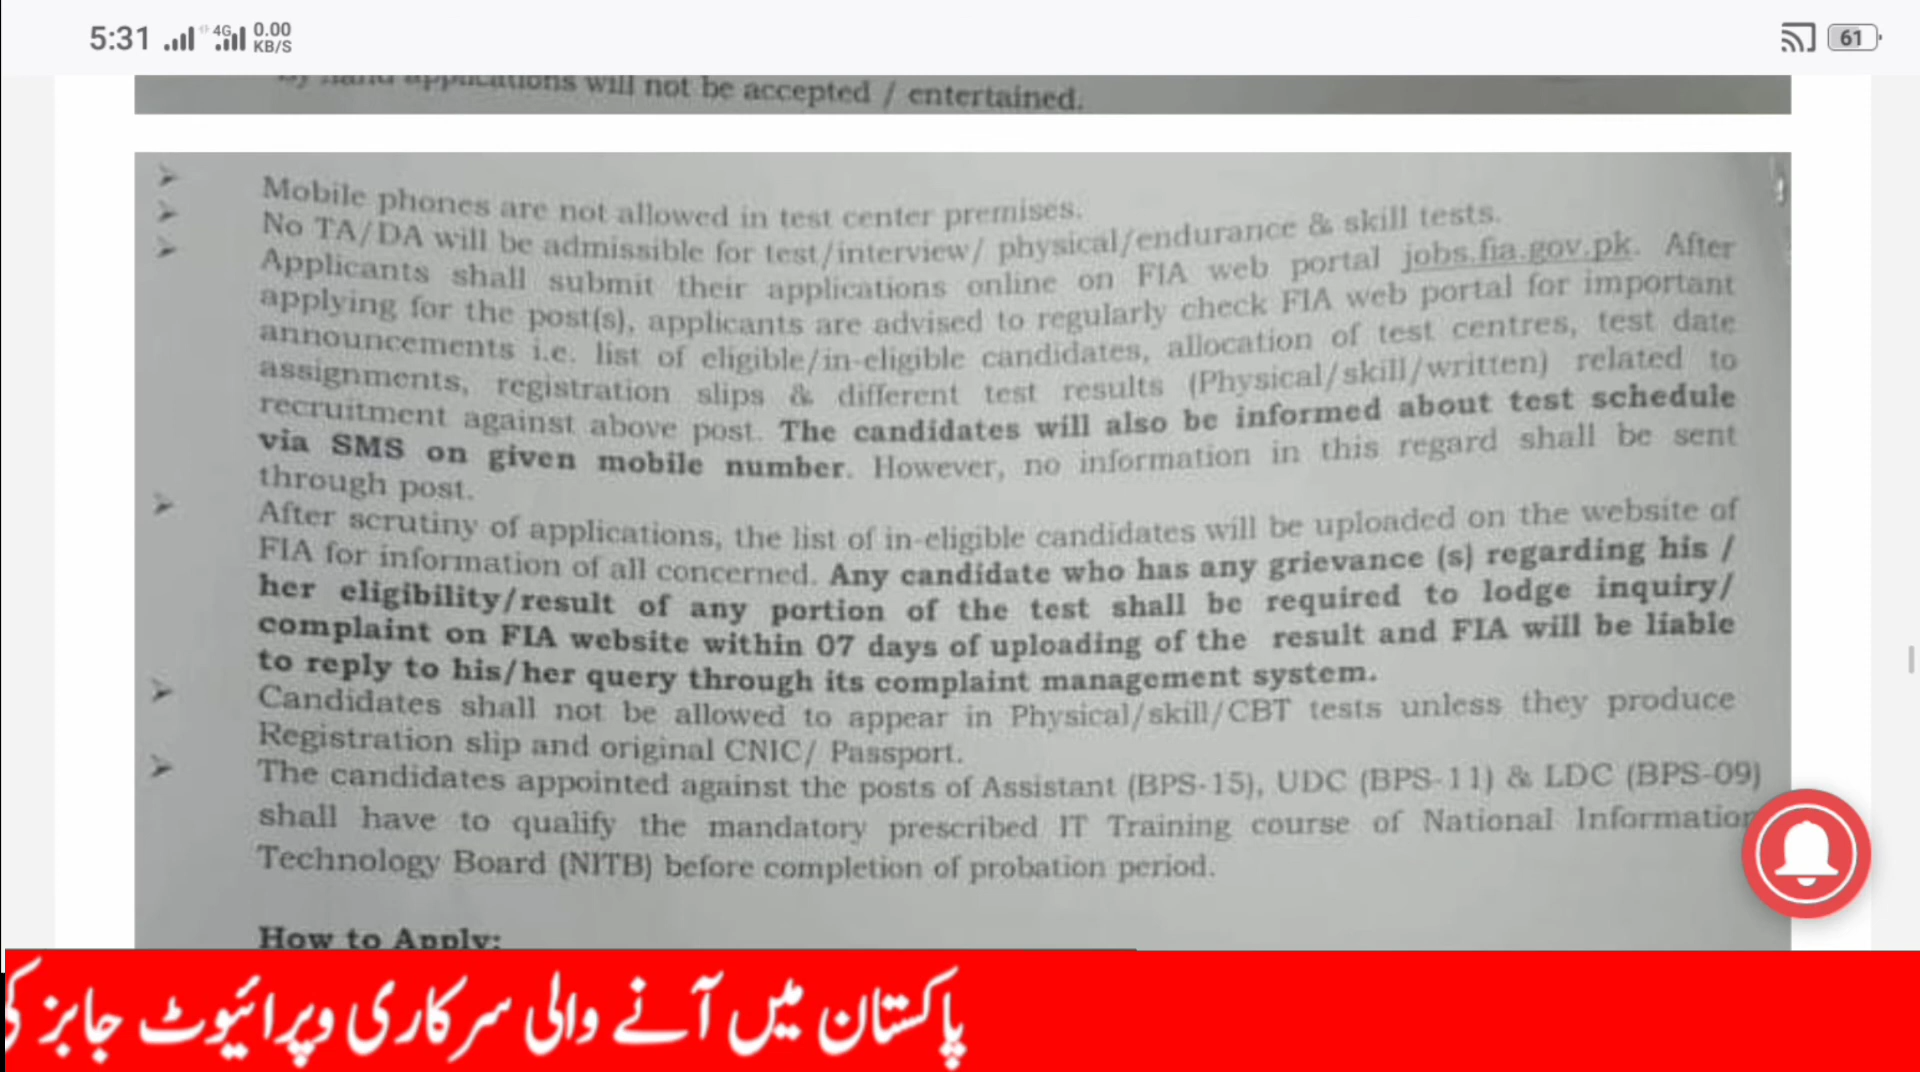 5:31
4G
0.00
KB/S
61
By hand applications will not be accepted / entertained.
➢ Mobile phones are not allowed in test center premises.
➢ No TA/DA will be admissible for test/interview/ physical/endurance & skill tests.
➢ Applicants shall submit their applications online on FIA web portal jobs.fia.gov.pk. After
applying for the post(s), applicants are advised to regularly check FIA web portal for important
announcements i.e. list of eligible/in-eligible candidates, allocation of test centres, test date
assignments, registration slips & different test results (Physical/skill/written) related to
recruitment against above post. The candidates will also be informed about test schedule
via SMS on given mobile number. However, no information in this regard shall be sent
through post.
➢ After scrutiny of applications, the list of in-eligible candidates will be uploaded on the website of
FIA for information of all concerned. Any candidate who has any grievance (s) regarding his /
her eligibility/result of any portion of the test shall be required to lodge inquiry/
complaint on FIA website within 07 days of uploading of the result and FIA will be liable
to reply to his/her query through its complaint management system.
➢ Candidates shall not be allowed to appear in Physical/skill/CBT tests unless they produce
Registration slip and original CNIC/ Passport.
➢ The candidates appointed against the posts of Assistant (BPS-15), UDC (BPS-11) & LDC (BPS-09)
shall have to qualify the mandatory prescribed IT Training course of National Information
Technology Board (NITB) before completion of probation period.
How to Apply:
پاکستان میں آنے والی سرکاری وپرائیوٹ جابز کی